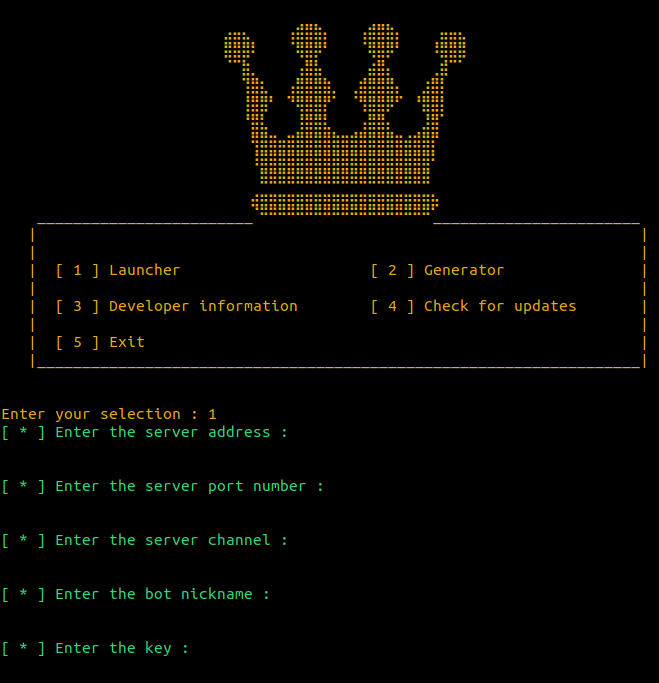 [ 1 ] Launcher [ 2 ] Generator
[ 3 ] Developer information [ 4 ] Check for updates
[ 5 ] Exit
Enter your selection : 1
[ * ] Enter the server address :
[ * ] Enter the server port number :
[ * ] Enter the server channel :
[ * ] Enter the bot nickname :
[ * ] Enter the key :